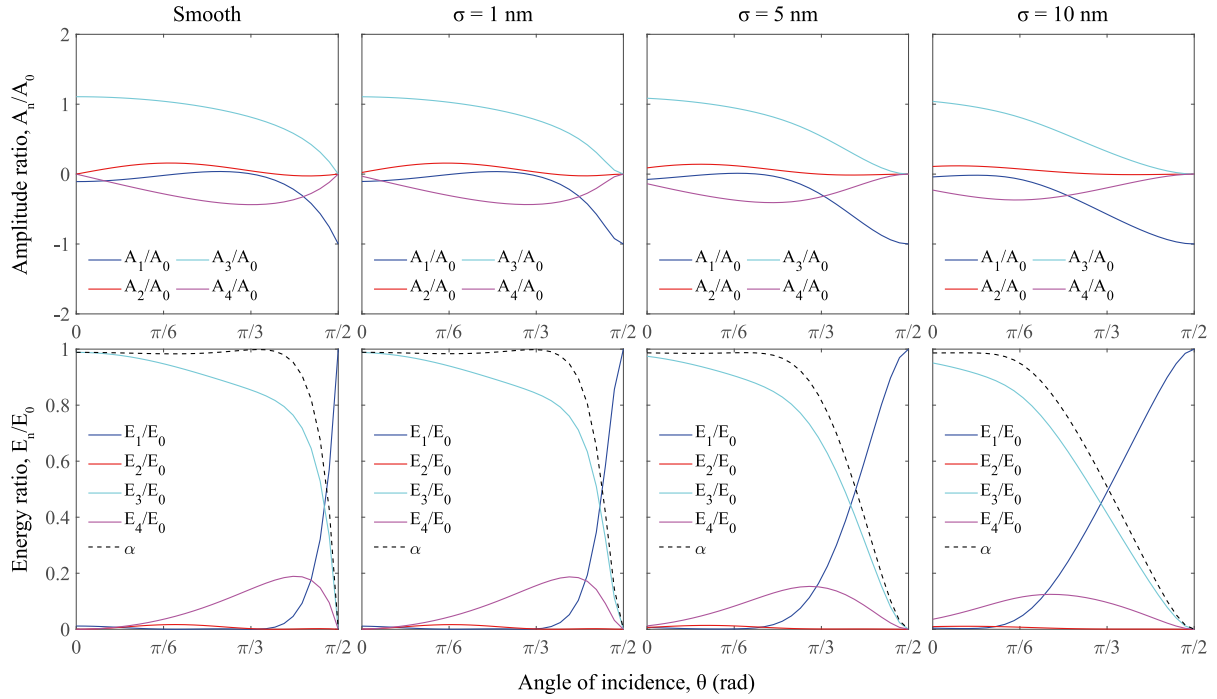 Smooth
σ = 1 nm
σ = 5 nm
σ = 10 nm
Amplitude ratio, Aₙ/A₀
2
1
0
-1
-2
A₁/A₀ A₃/A₀
A₂/A₀ A₄/A₀
A₁/A₀ A₃/A₀
A₂/A₀ A₄/A₀
A₁/A₀ A₃/A₀
A₂/A₀ A₄/A₀
A₁/A₀ A₃/A₀
A₂/A₀ A₄/A₀
0 π/6 π/3 π/2
0 π/6 π/3 π/2
0 π/6 π/3 π/2
0 π/6 π/3 π/2
Energy ratio, Eₙ/E₀
1
0.8
0.6
0.4
0.2
0
E₁/E₀
E₂/E₀
E₃/E₀
E₄/E₀
α
E₁/E₀
E₂/E₀
E₃/E₀
E₄/E₀
α
E₁/E₀
E₂/E₀
E₃/E₀
E₄/E₀
α
E₁/E₀
E₂/E₀
E₃/E₀
E₄/E₀
α
0 π/6 π/3 π/2
0 π/6 π/3 π/2
0 π/6 π/3 π/2
0 π/6 π/3 π/2
Angle of incidence, θ (rad)